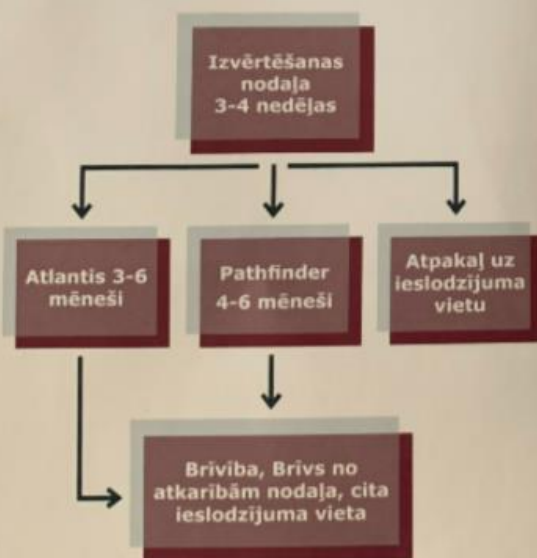 Izvērtēšanas
nodaļa
3-4 nedēļas
Atlantis 3-6
mēneši
Pathfinder
4-6 mēneši
Atpakaļ uz
ieslodzījuma
vietu
Brīvība, Brīvs no
atkarībām nodaļa, cita
ieslodzījuma vieta